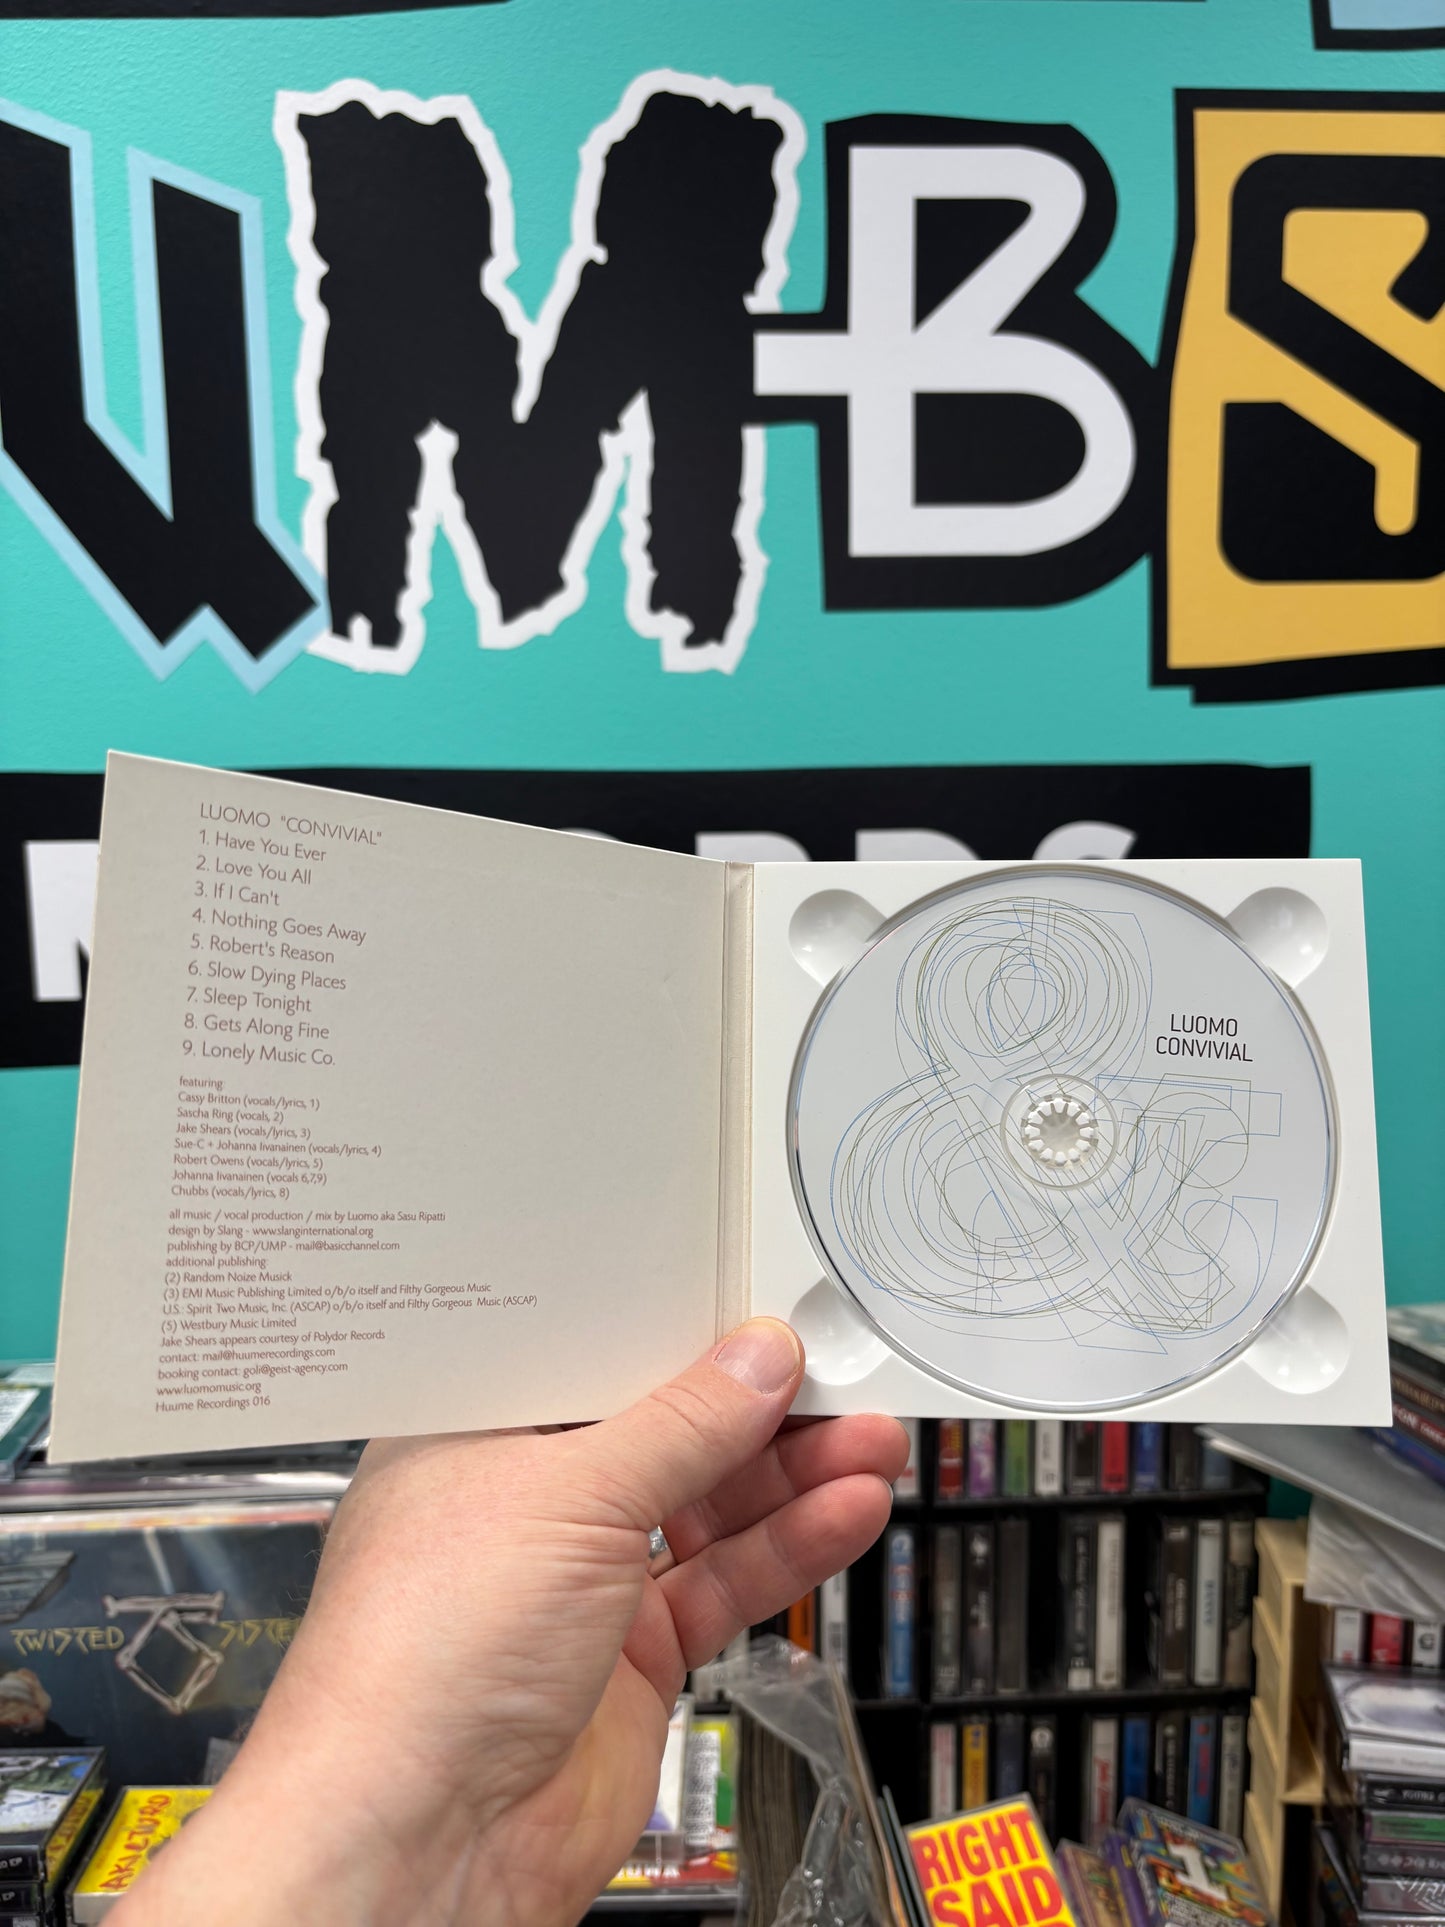 UMBS
LUOMO "CONVIVIAL"
1. Have You Ever
2. Love You All
3. If I Can't
4. Nothing Goes Away
5. Robert's Reason
6. Slow Dying Places
7. Sleep Tonight
8. Gets Along Fine
9. Lonely Music Co.
featuring:
Cassy Britton (vocals/lyrics, 1)
Sascha Ring (vocals, 2)
Jake Shears (vocals/lyrics, 3)
Sue-C + Johanna Iivanainen (vocals/lyrics, 4)
Robert Owens (vocals/lyrics, 5)
Johanna Iivanainen (vocals 6,7,9)
Chubbs (vocals/lyrics, 8)
all music / vocal production / mix by Luomo aka Sasu Ripatti
design by Slang - www.slanginternational.org
publishing by BCP/UMP - mail@basicchannel.com
additional publishing:
(2) Random Noize Musick
(3) EMI Music Publishing Limited o/b/o itself and Filthy Gorgeous Music
U.S.: Spirit Two Music, Inc. (ASCAP) o/b/o itself and Filthy Gorgeous Music (ASCAP)
(5) Westbury Music Limited
Jake Shears appears courtesy of Polydor Records
contact: mail@huumerecordings.com
booking contact: goli@geist-agency.com
www.luomomusic.org
Huume Recordings 016
LUOMO
CONVIVIAL
TWISTED SISTE
AKULTURO
RIGHT
SAID